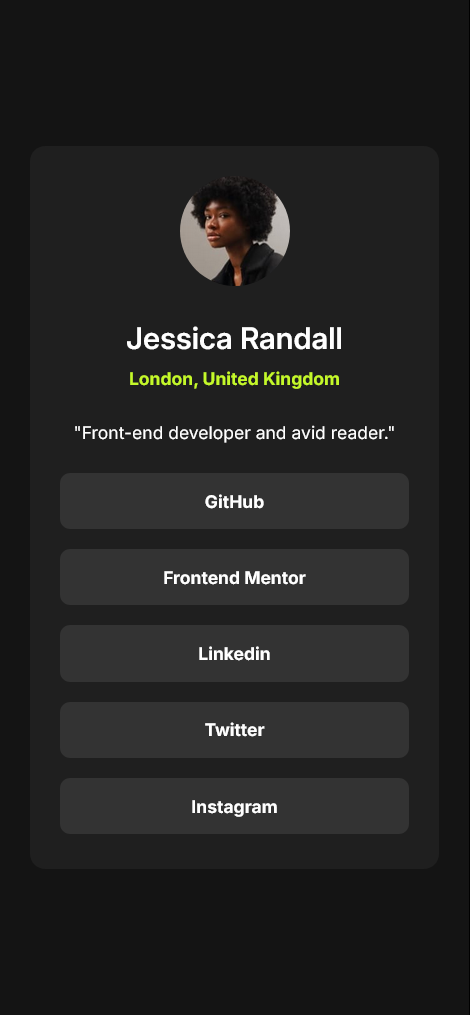 Jessica Randall
London, United Kingdom
"Front-end developer and avid reader."
GitHub
Frontend Mentor
Linkedin
Twitter
Instagram